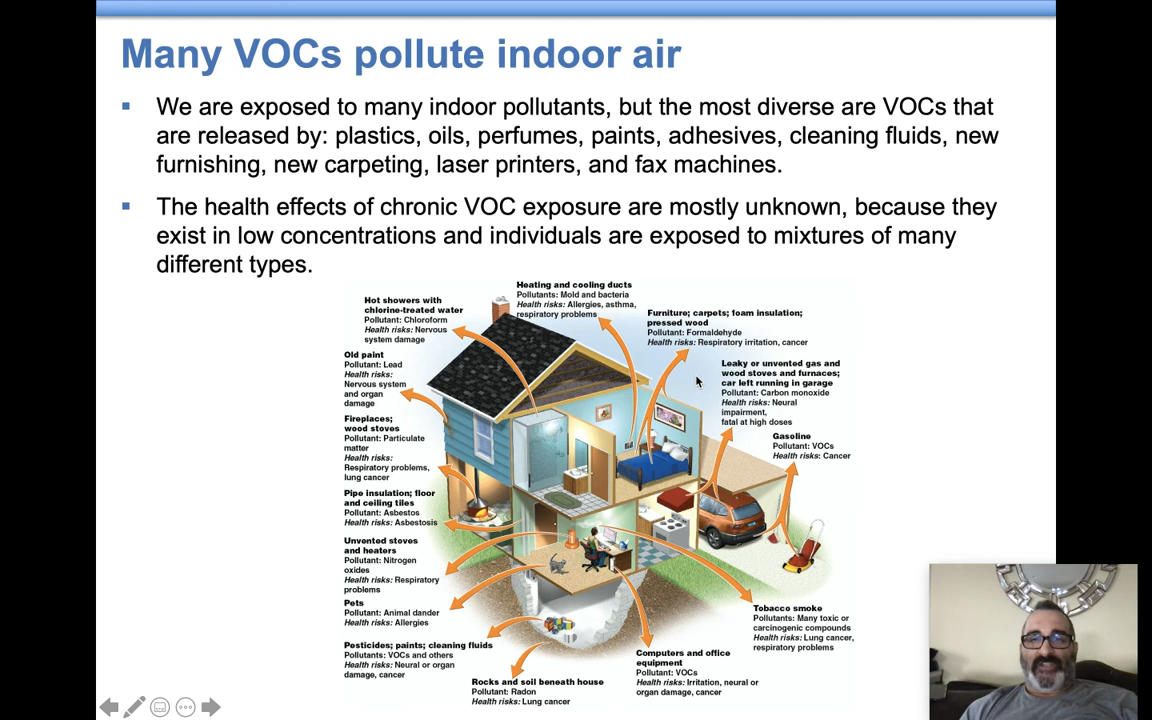 Many VOCs pollute indoor air
▪ We are exposed to many indoor pollutants, but the most diverse are VOCs that
are released by: plastics, oils, perfumes, paints, adhesives, cleaning fluids, new
furnishing, new carpeting, laser printers, and fax machines.
▪ The health effects of chronic VOC exposure are mostly unknown, because they
exist in low concentrations and individuals are exposed to mixtures of many
different types.
Heating and cooling ducts
Pollutants: Mold and bacteria
Health risks: Allergies, asthma,
respiratory problems
Hot showers with
chlorine-treated water
Pollutant: Chloroform
Health risks: Nervous
system damage
Furniture; carpets; foam insulation;
pressed wood
Pollutant: Formaldehyde
Health risks: Respiratory irritation, cancer
Old paint
Pollutant: Lead
Health risks:
Nervous system
and organ
damage
Leaky or unvented gas and
wood stoves and furnaces;
car left running in garage
Pollutant: Carbon monoxide
Health risks: Neural
impairment,
fatal at high doses
Fireplaces;
wood stoves
Pollutant: Particulate
matter
Health risks:
Respiratory problems,
lung cancer
Gasoline
Pollutant: VOCs
Health risks: Cancer
Pipe insulation; floor
and ceiling tiles
Pollutant: Asbestos
Health risks: Asbestosis
Unvented stoves
and heaters
Pollutant: Nitrogen
oxides
Health risks: Respiratory
problems
Pets
Pollutant: Animal dander
Health risks: Allergies
Tobacco smoke
Pollutants: Many toxic or
carcinogenic compounds
Health risks: Lung cancer,
respiratory problems
Pesticides; paints; cleaning fluids
Pollutants: VOCs and others
Health risks: Neural or organ
damage, cancer
Computers and office
equipment
Pollutant: VOCs
Health risks: Irritation, neural or
organ damage, cancer
Rocks and soil beneath house
Pollutant: Radon
Health risks: Lung cancer